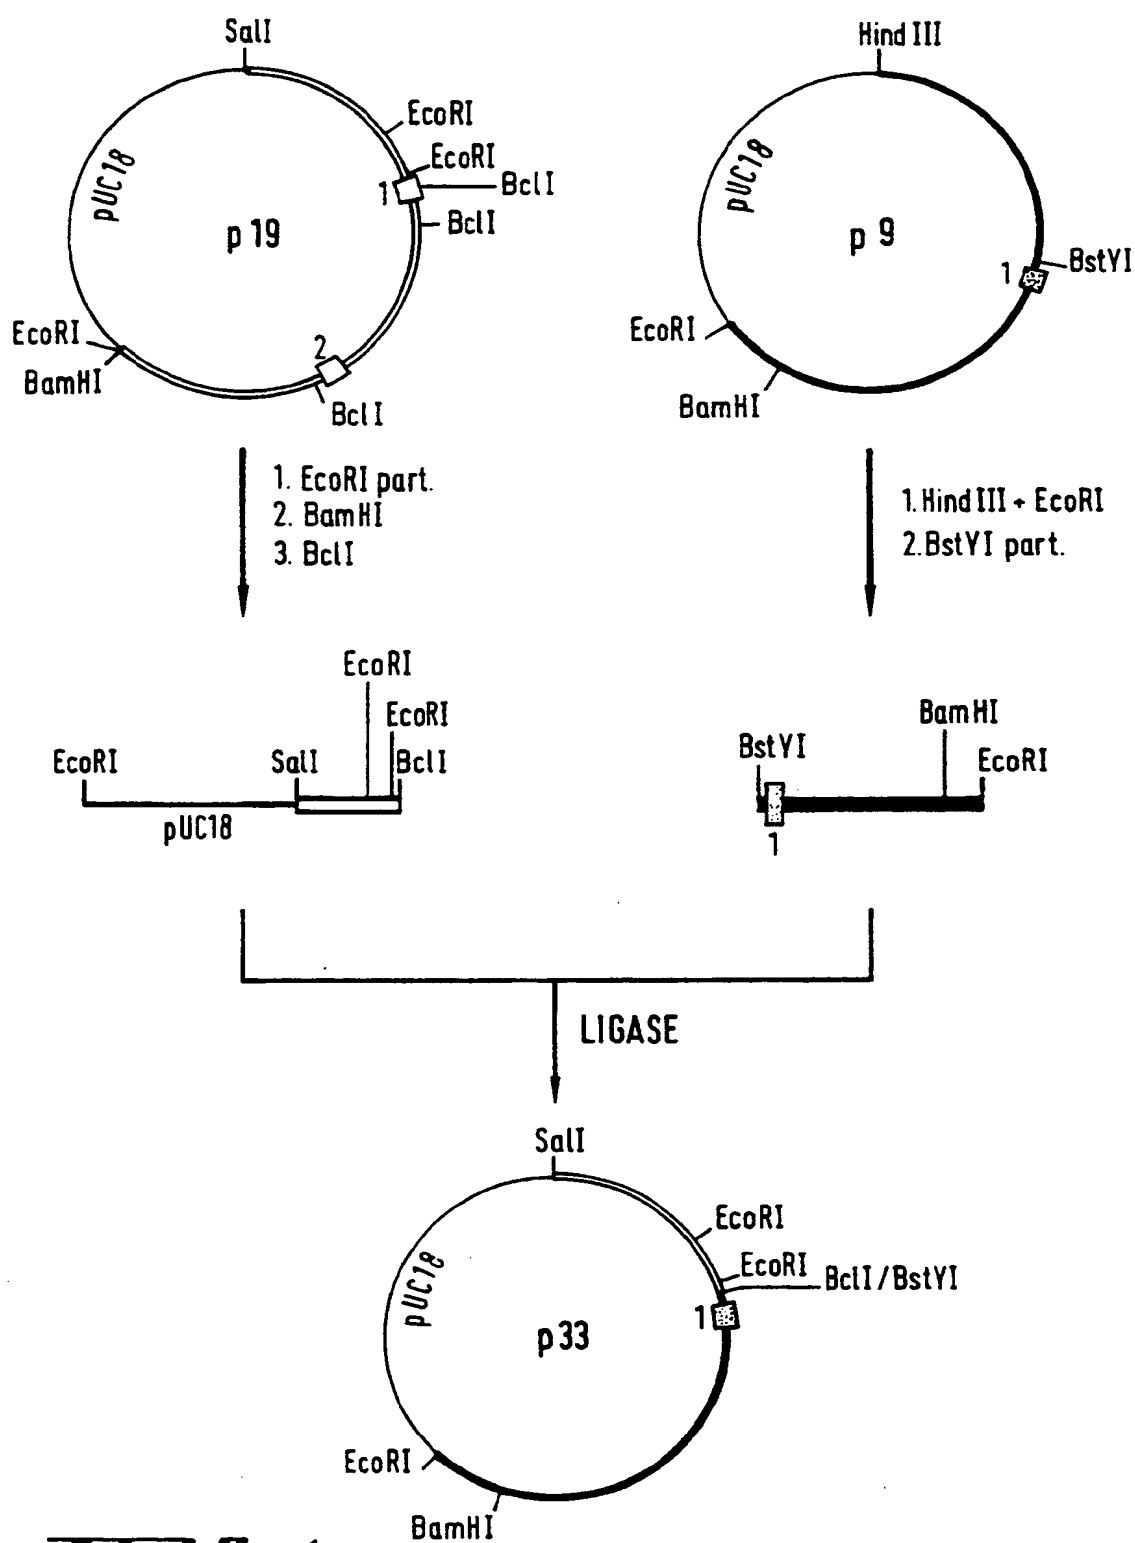 SalI
EcoRI
EcoRI
1
BclI
BclI
pUC18
p 19
EcoRI
BamHI
2
BclI
Hind III
pUC18
p 9
1
BstYI
EcoRI
BamHI
1. EcoRI part.
2. BamHI
3. BclI
1. Hind III + EcoRI
2. BstYI part.
EcoRI
EcoRI
EcoRI
SalI
BclI
pUC18
BamHI
BstYI
EcoRI
1
LIGASE
SalI
EcoRI
EcoRI
BclI/BstYI
pUC18
1
p33
EcoRI
BamHI